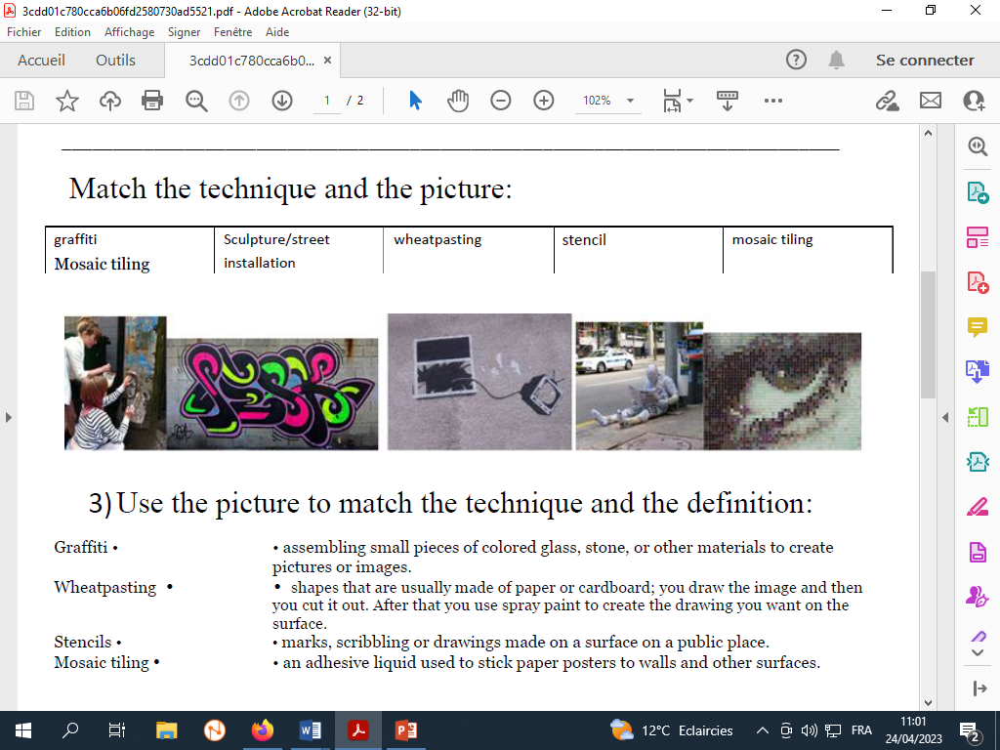 3cdd01c780cca6b06fd2580730ad5521.pdf - Adobe Acrobat Reader (32-bit)
Fichier Edition Affichage Signer Fenêtre Aide
Accueil Outils 3cdd01c780cca6b0... × Se connecter
1 / 2 102%
Match the technique and the picture:
graffiti Sculpture/street wheatpasting stencil mosaic tiling
Mosaic tiling installation
3) Use the picture to match the technique and the definition:
Graffiti • • assembling small pieces of colored glass, stone, or other materials to create
pictures or images.
Wheatpasting • • shapes that are usually made of paper or cardboard; you draw the image and then
you cut it out. After that you use spray paint to create the drawing you want on the
surface.
Stencils • • marks, scribbling or drawings made on a surface on a public place.
Mosaic tiling • • an adhesive liquid used to stick paper posters to walls and other surfaces.
12°C Eclaircies FRA 11:01
24/04/2023 2